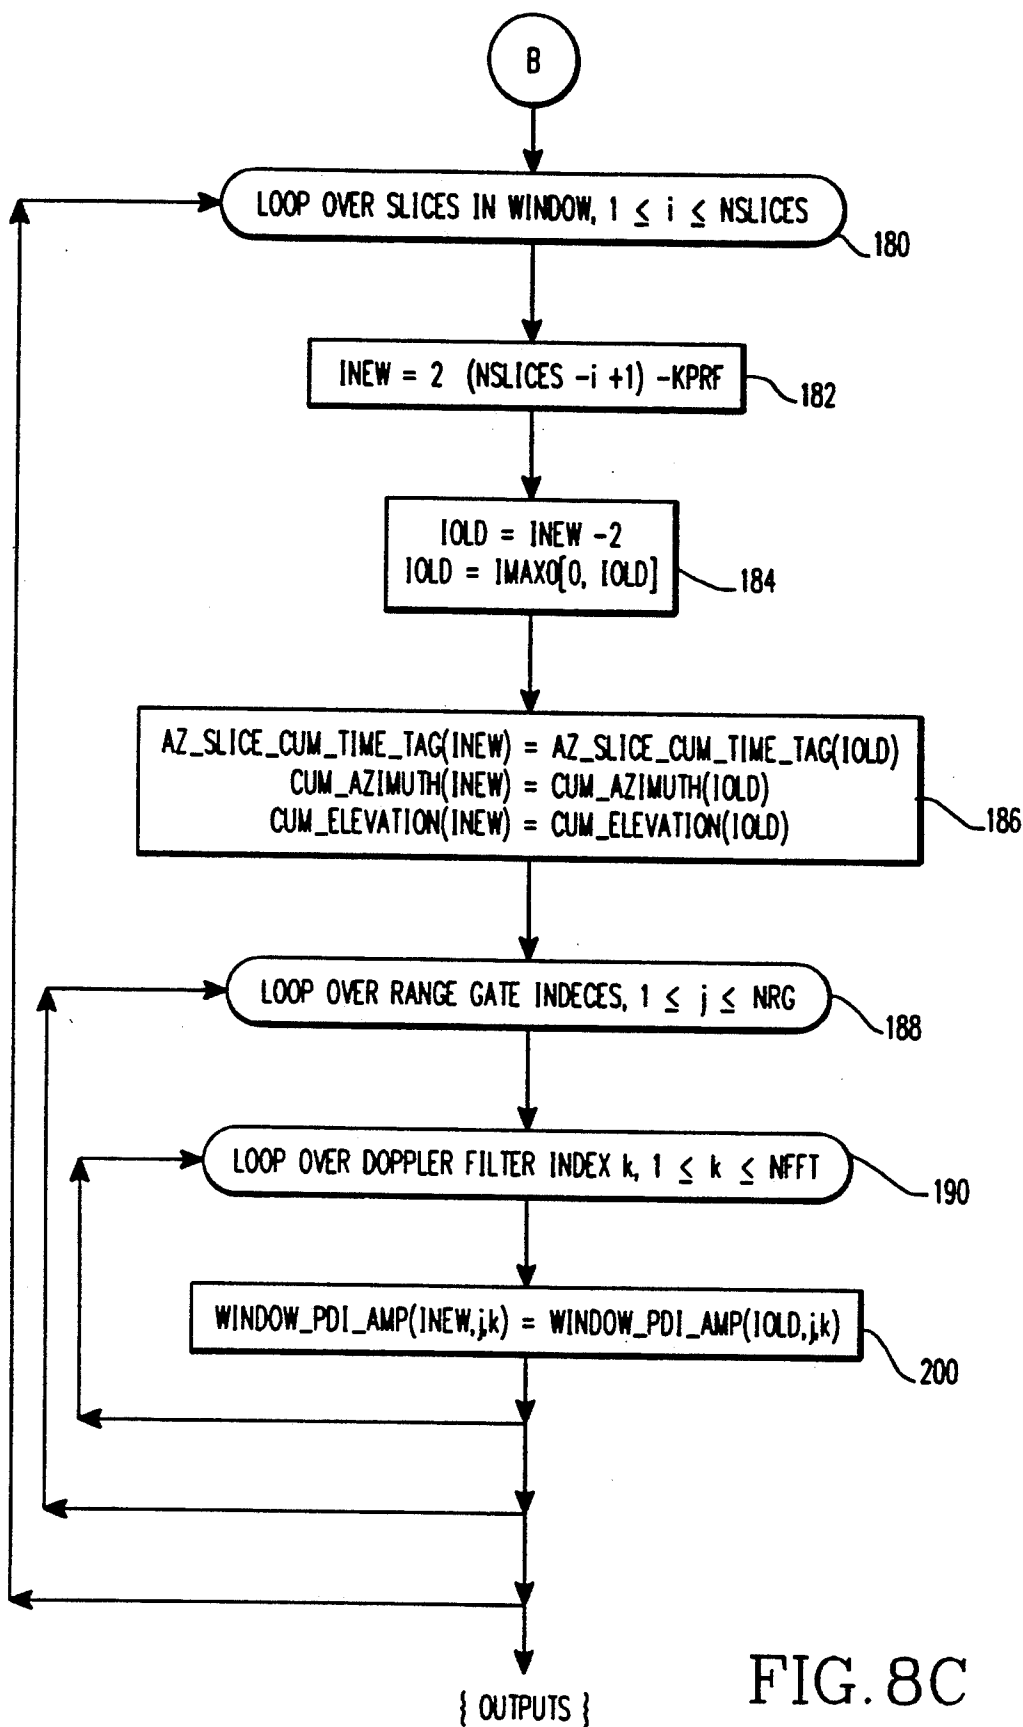 B
LOOP OVER SLICES IN WINDOW, 1 ≤ i ≤ NSLICES
180
INEW = 2 (NSLICES -i +1) -KPRF
182
IOLD = INEW -2
IOLD = IMAX0[0, IOLD]
184
AZ_SLICE_CUM_TIME_TAG(INEW) = AZ_SLICE_CUM_TIME_TAG(IOLD)
CUM_AZIMUTH(INEW) = CUM_AZIMUTH(IOLD)
CUM_ELEVATION(INEW) = CUM_ELEVATION(IOLD)
186
LOOP OVER RANGE GATE INDECES, 1 ≤ j ≤ NRG
188
LOOP OVER DOPPLER FILTER INDEX k, 1 ≤ k ≤ NFFT
190
WINDOW_PDI_AMP(INEW,j,k) = WINDOW_PDI_AMP(IOLD,j,k)
200
{ OUTPUTS }
FIG. 8C